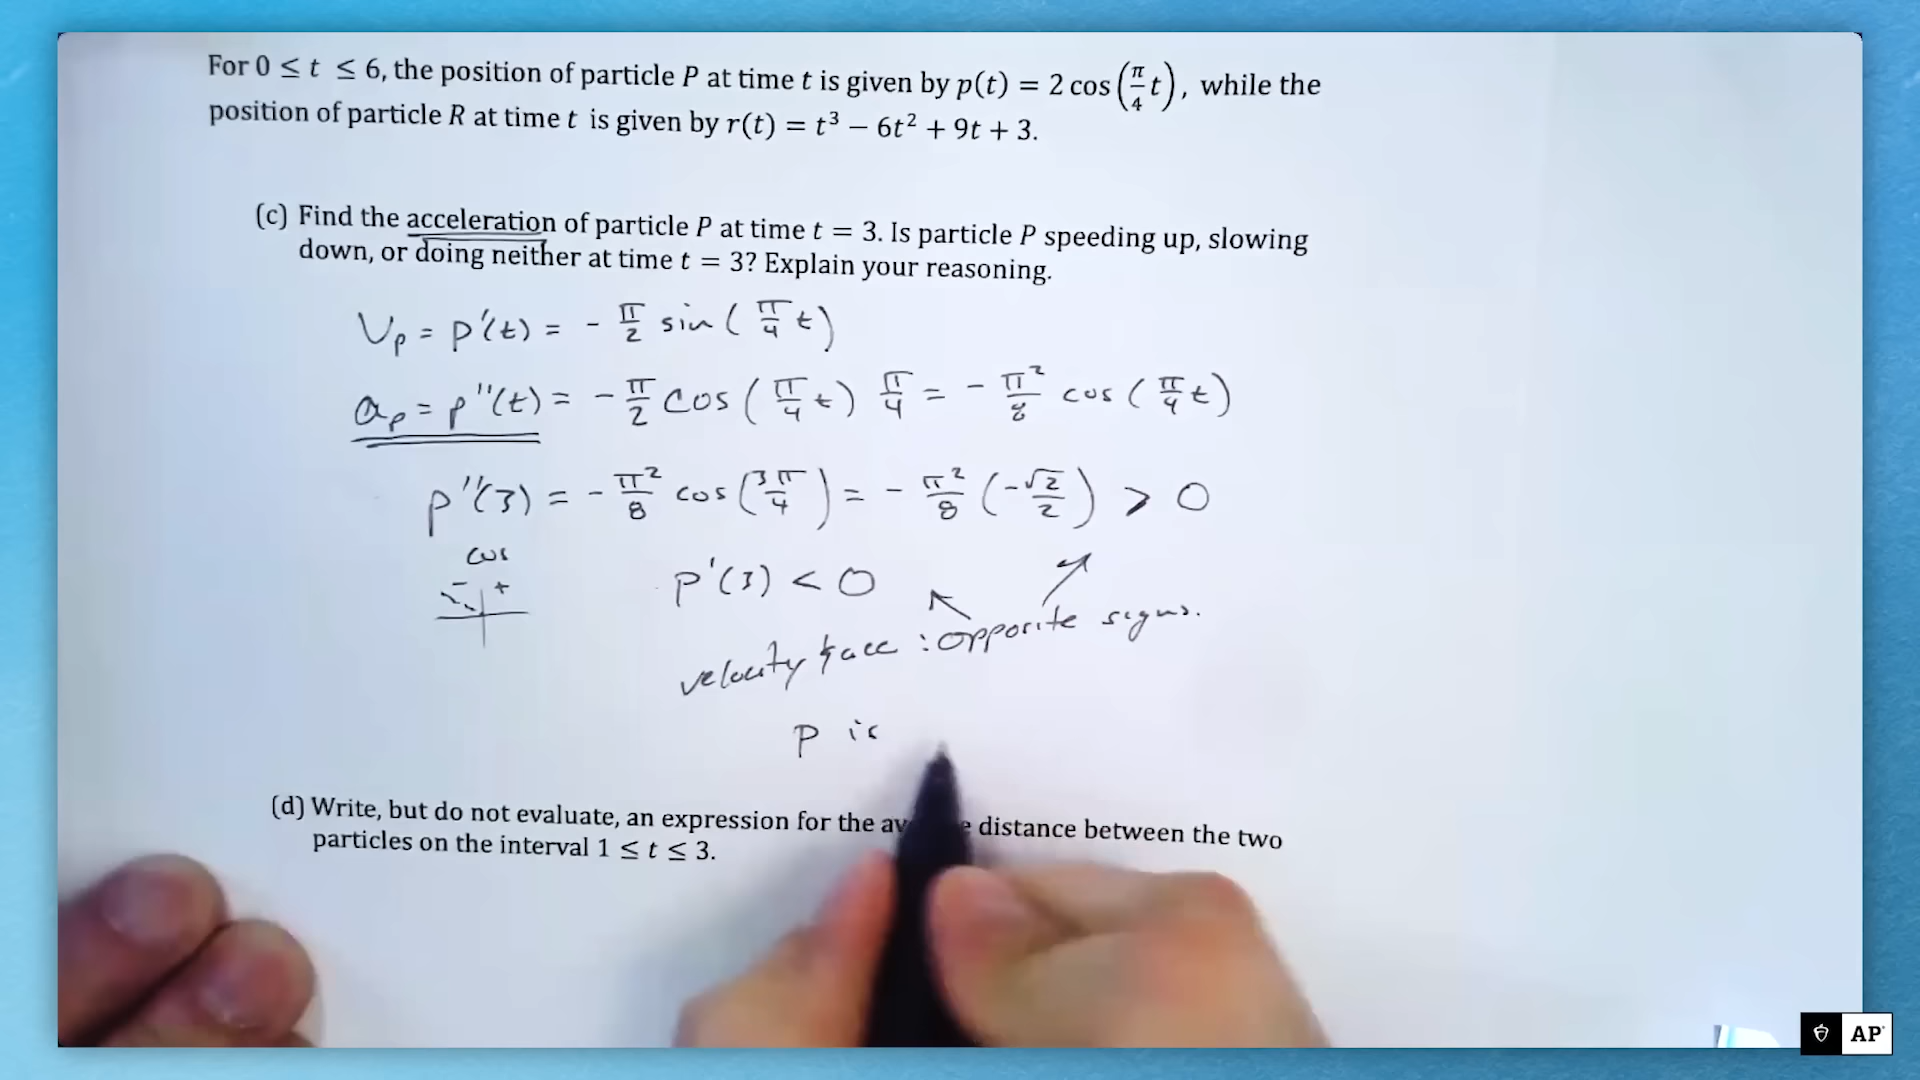 For 0 ≤ t ≤ 6, the position of particle P at time t is given by p(t) = 2 cos(π/4 t), while the
position of particle R at time t is given by r(t) = t³ − 6t² + 9t + 3.
(c) Find the acceleration of particle P at time t = 3. Is particle P speeding up, slowing
down, or doing neither at time t = 3? Explain your reasoning.
Vp = p'(t) = - π/2 sin(π/4 t)
ap = p''(t) = - π/2 cos(π/4 t) π/4 = - π²/8 cos(π/4 t)
p''(3) = - π²/8 cos(3π/4) = - π²/8 (-√2/2) > 0
cos
- +
p'(3) < 0
velocity & acc : opposite signs.
P is
(d) Write, but do not evaluate, an expression for the distance between the two
particles on the interval 1 ≤ t ≤ 3.
AP